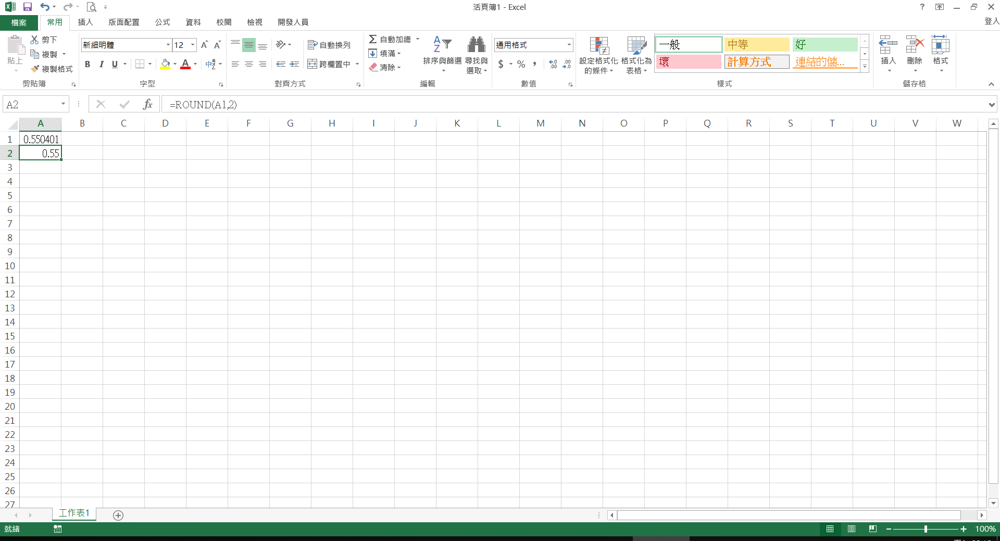 活頁簿1 - Excel
?
登入
檔案 常用 插入 版面配置 公式 資料 校閱 檢視 開發人員
貼上
剪下
複製
複製格式
剪貼簿
新細明體 12
B I U
字型
自動換列
跨欄置中
對齊方式
自動加總
填滿
清除
排序與篩選
尋找與
選取
編輯
通用格式
$ % ,
數值
設定格式化
的條件
格式化為
表格
一般 中等 好
壞 計算方式 連結的儲...
樣式
插入 刪除 格式
儲存格
A2 fx =ROUND(A1,2)
A B C D E F G H I J K L M N O P Q R S T U V W
1 0.550401
2 0.55
3
4
5
6
7
8
9
10
11
12
13
14
15
16
17
18
19
20
21
22
23
24
25
26
27
工作表1
就緒 100%